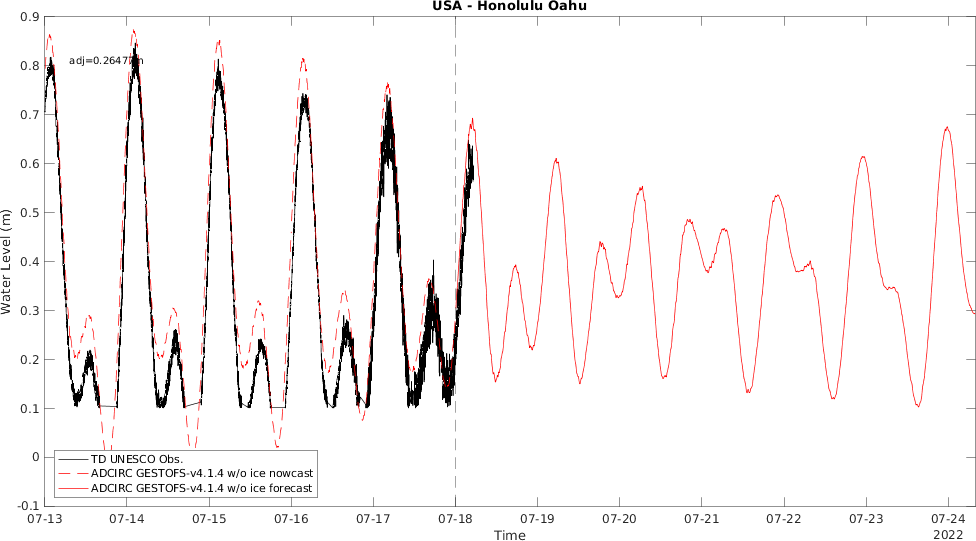 USA - Honolulu Oahu
0.9
0.8
adj=0.26477m
0.7
0.6
0.5
0.4
0.3
0.2
0.1
0
-0.1
Water Level (m)
TD UNESCO Obs.
ADCIRC GESTOFS-v4.1.4 w/o ice nowcast
ADCIRC GESTOFS-v4.1.4 w/o ice forecast
07-13 07-14 07-15 07-16 07-17 07-18 07-19 07-20 07-21 07-22 07-23 07-24
Time
2022